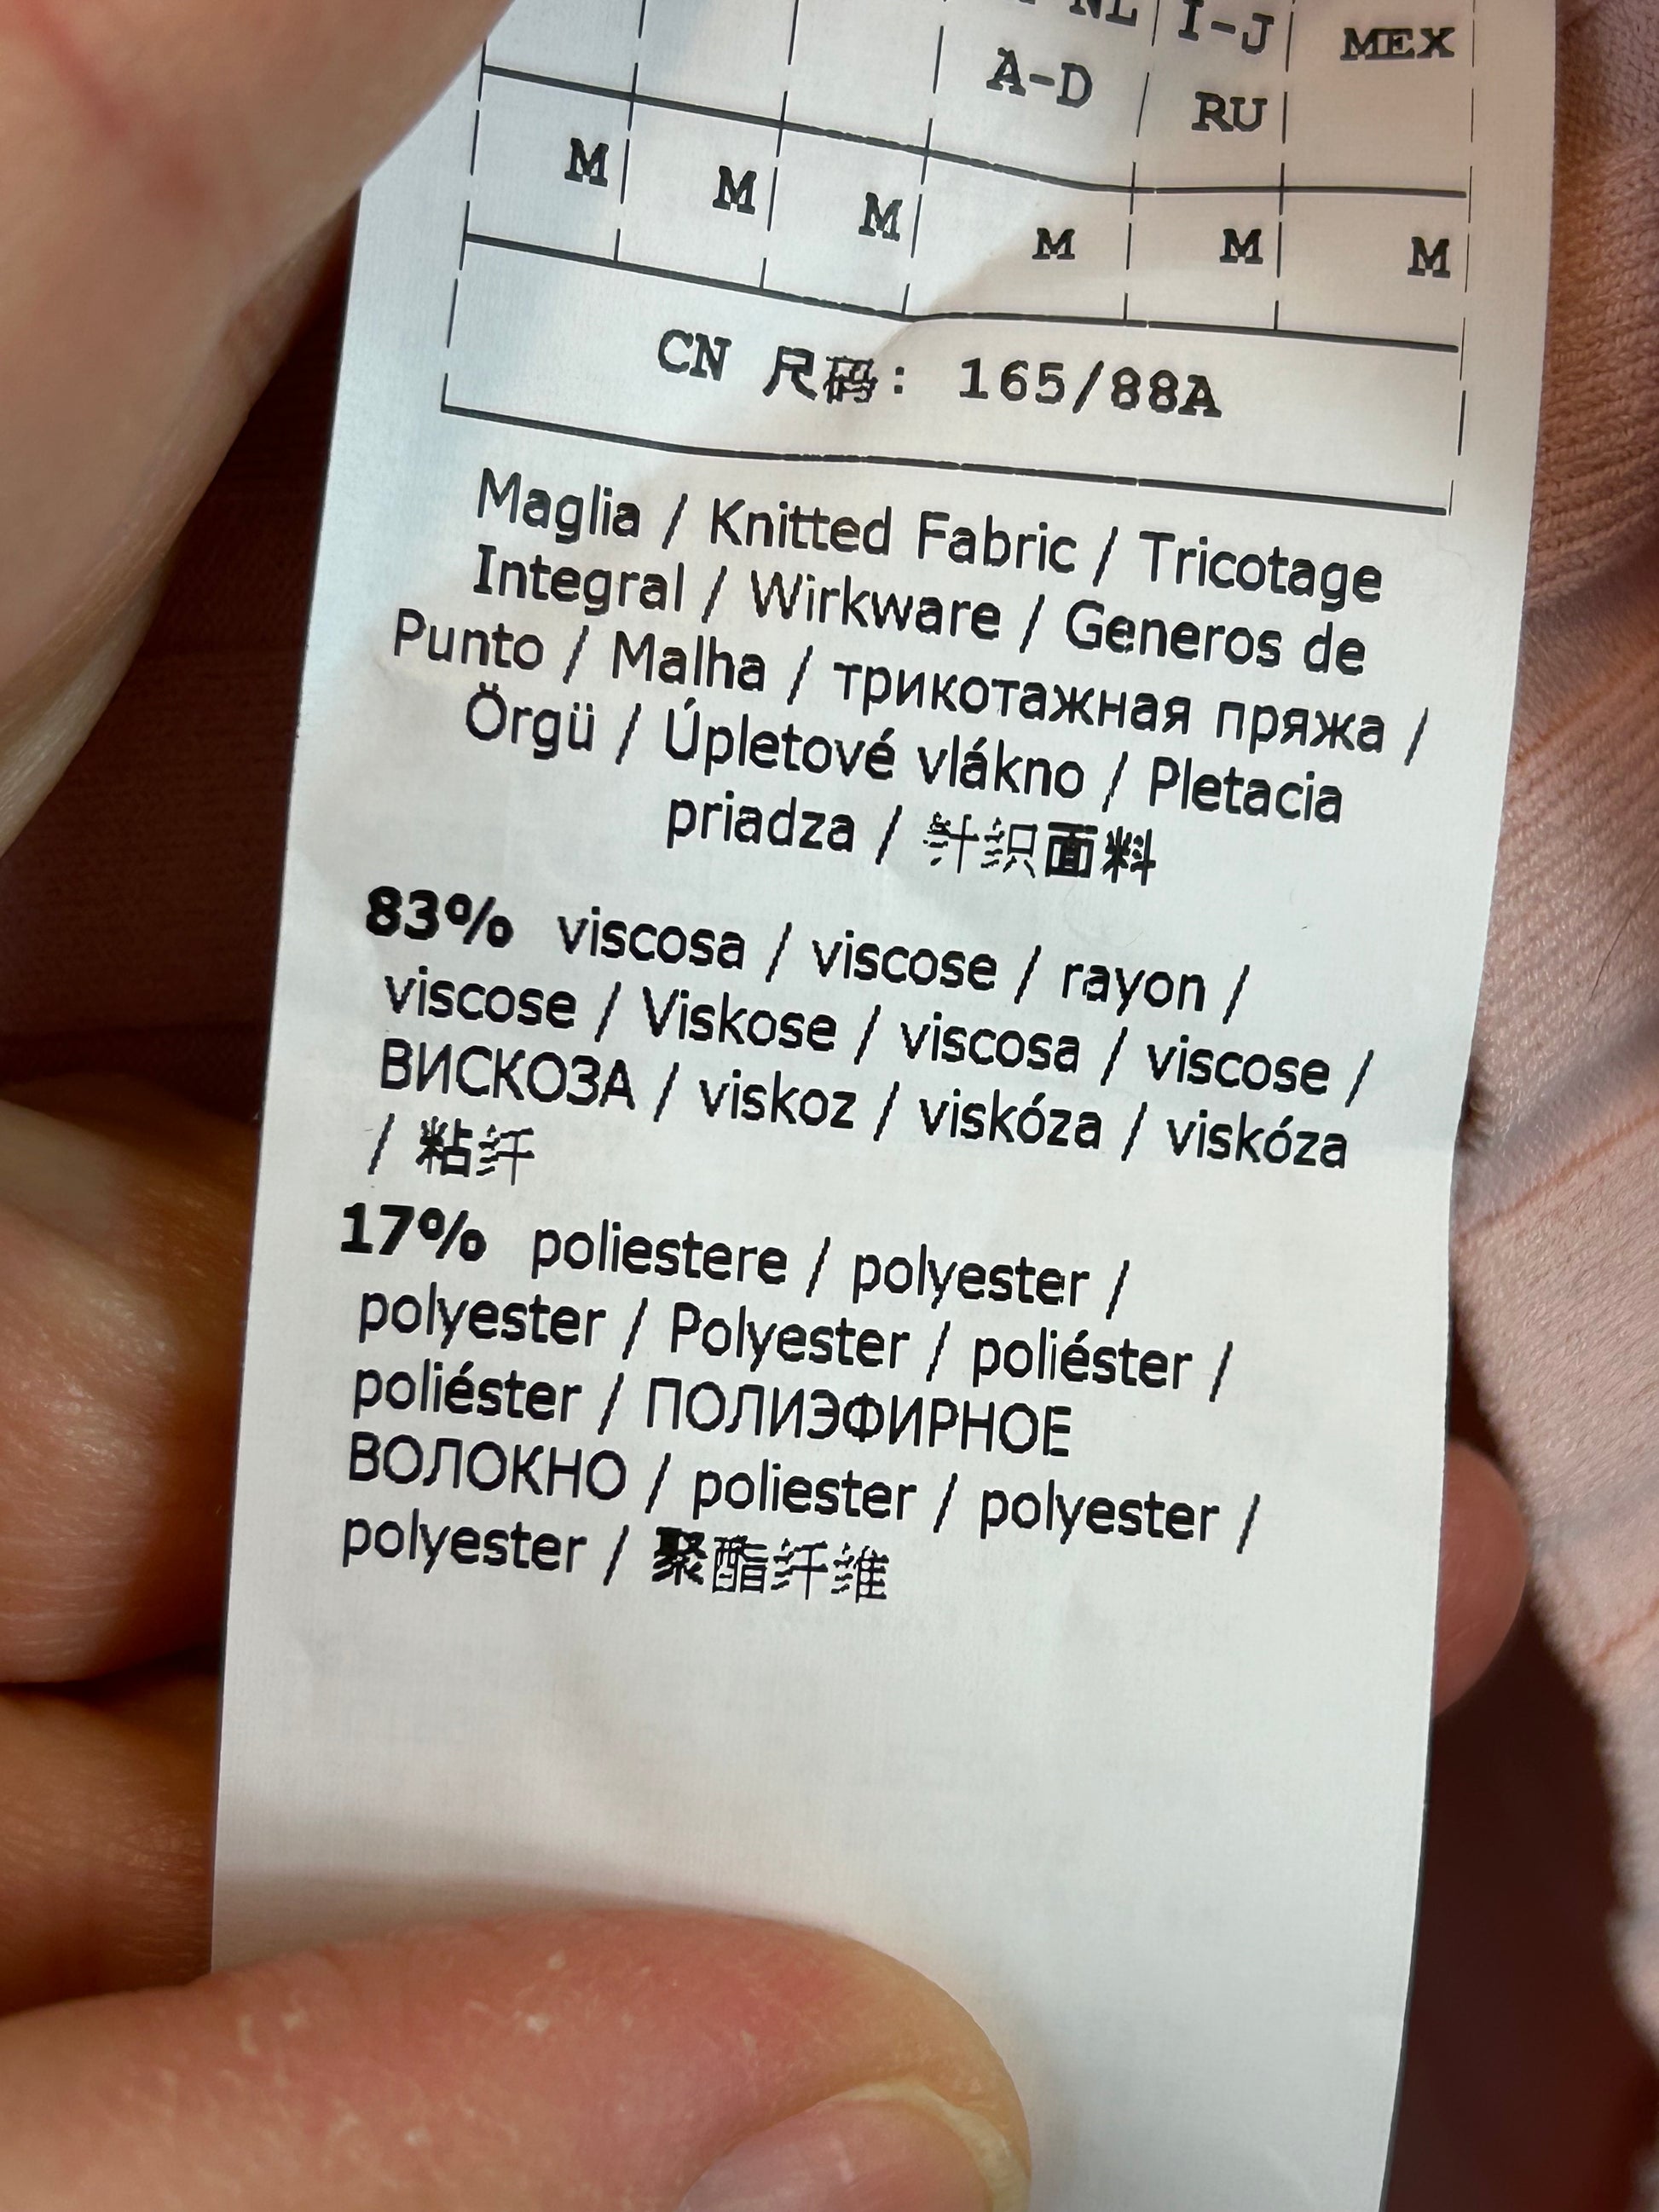 NL I-J MEX
A-D RU
M M M M M M
CN 尺码: 165/88A
Maglia / Knitted Fabric / Tricotage
Integral / Wirkware / Generos de
Punto / Malha / трикотажная пряжа /
Örgü / Úpletové vlákno / Pletacia
priadza / 针织面料
83% viscosa / viscose / rayon /
viscose / Viskose / viscosa / viscose /
ВИСКОЗА / viskoz / viskóza / viskóza
/ 粘纤
17% poliestere / polyester /
polyester / Polyester / poliéster /
poliéster / ПОЛИЭФИРНОЕ
ВОЛОКНО / poliester / polyester /
polyester / 聚酯纤维